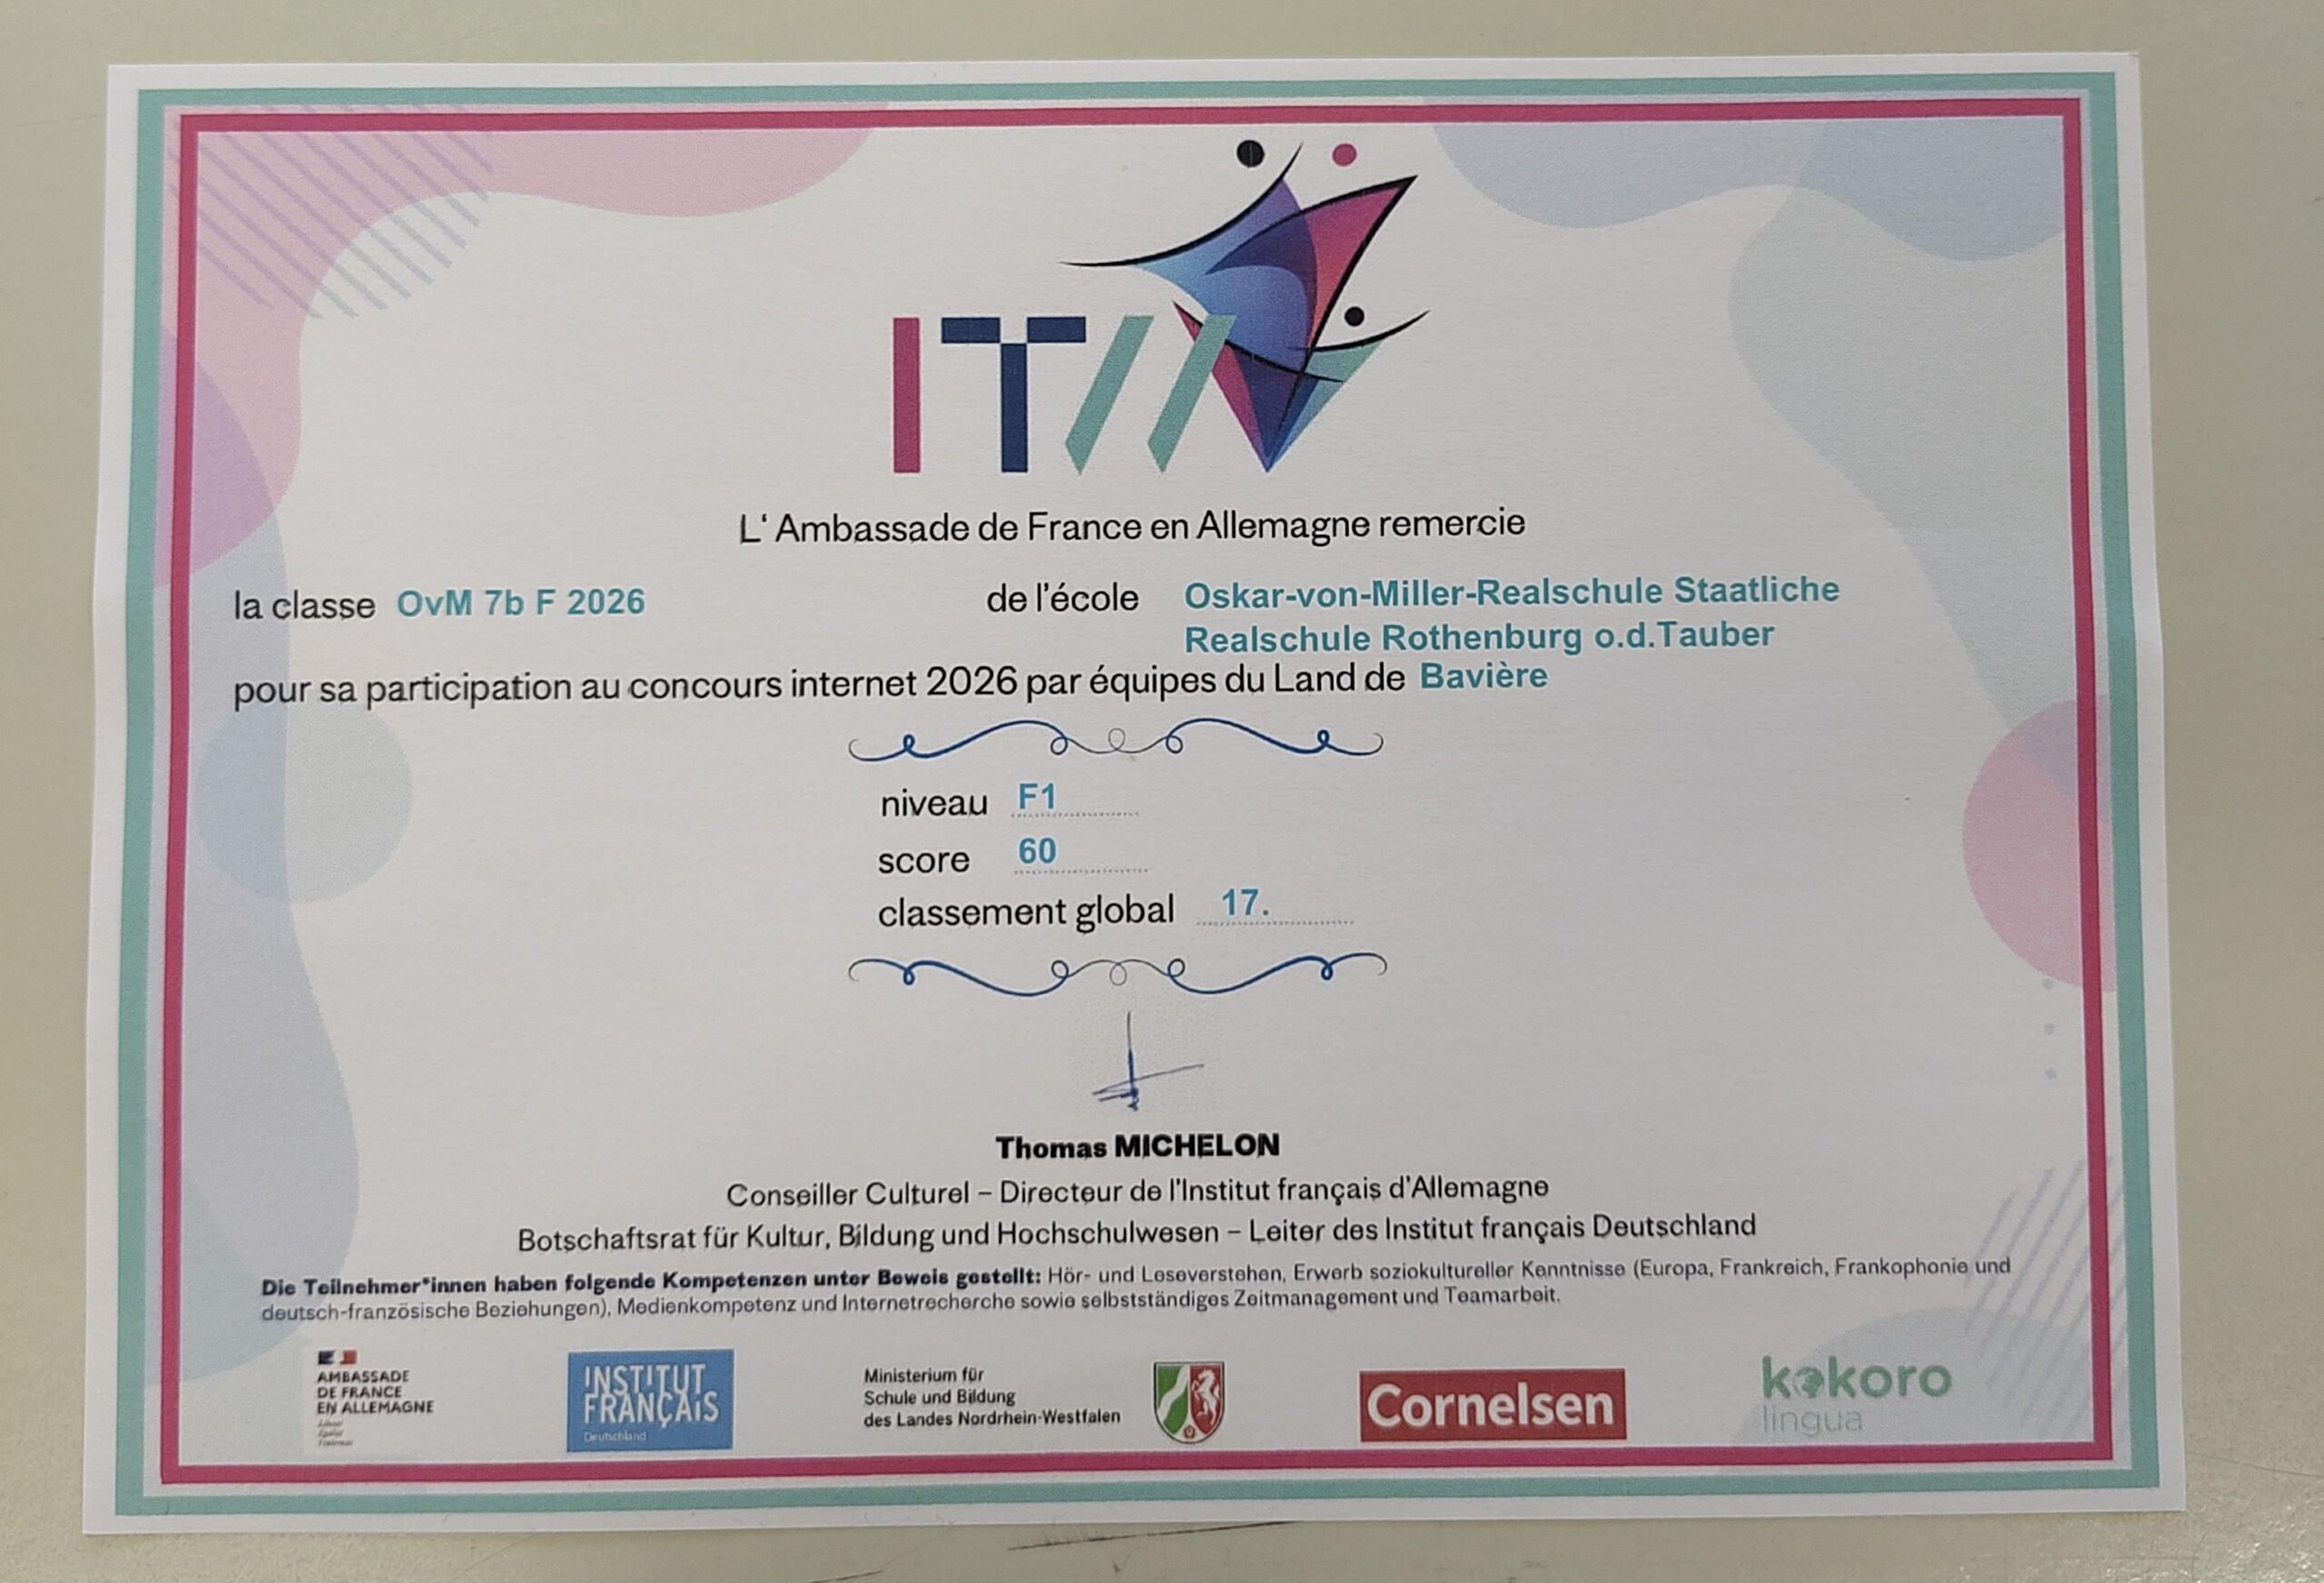 ITM
L' Ambassade de France en Allemagne remercie
la classe OvM 7b F 2026 de l'école Oskar-von-Miller-Realschule Staatliche
Realschule Rothenburg o.d.Tauber
pour sa participation au concours internet 2026 par équipes du Land de Bavière
niveau F1
score 60
classement global 17.
Thomas MICHELON
Conseiller Culturel – Directeur de l'Institut français d'Allemagne
Botschaftsrat für Kultur, Bildung und Hochschulwesen – Leiter des Institut français Deutschland
Die Teilnehmer*innen haben folgende Kompetenzen unter Beweis gestellt: Hör- und Leseverstehen, Erwerb soziokultureller Kenntnisse (Europa, Frankreich, Frankophonie und
deutsch-französische Beziehungen), Medienkompetenz und Internetrecherche sowie selbstständiges Zeitmanagement und Teamarbeit.
AMBASSADE
DE FRANCE
EN ALLEMAGNE
Liberté
Égalité
Fraternité
INSTITUT
FRANÇAIS
Deutschland
Ministerium für
Schule und Bildung
des Landes Nordrhein-Westfalen
Cornelsen
kokoro
lingua